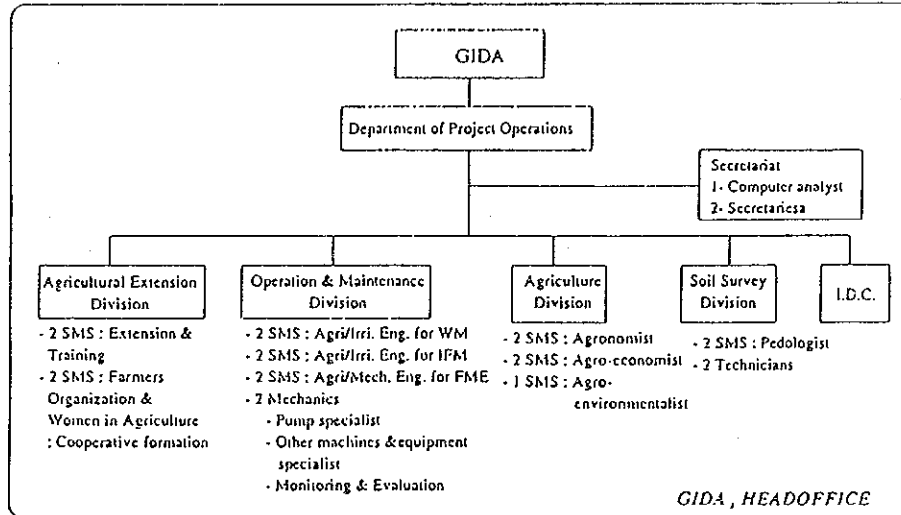 GIDA
Department of Project Operations
Secretariat
1- Computer analyst
2- Secretariesa
Agricultural Extension
Division
- 2 SMS : Extension &
Training
- 2 SMS : Farmers
Organization &
Women in Agriculture
: Cooperative formation
Operation & Maintenance
Division
- 2 SMS : Agri/Irri. Eng. for WM
- 2 SMS : Agri/Irri. Eng. for IFM
- 2 SMS : Agri/Mech. Eng. for FME
- 2 Mechanics
- Pump specialist
- Other machines &equipment
specialist
- Monitoring & Evaluation
Agriculture
Division
- 2 SMS : Agronomist
- 2 SMS : Agro-economist
- 1 SMS : Agro-
environmentalist
Soil Survey
Division
- 2 SMS : Pedologist
- 2 Technicians
I.D.C.
GIDA , HEADOFFICE